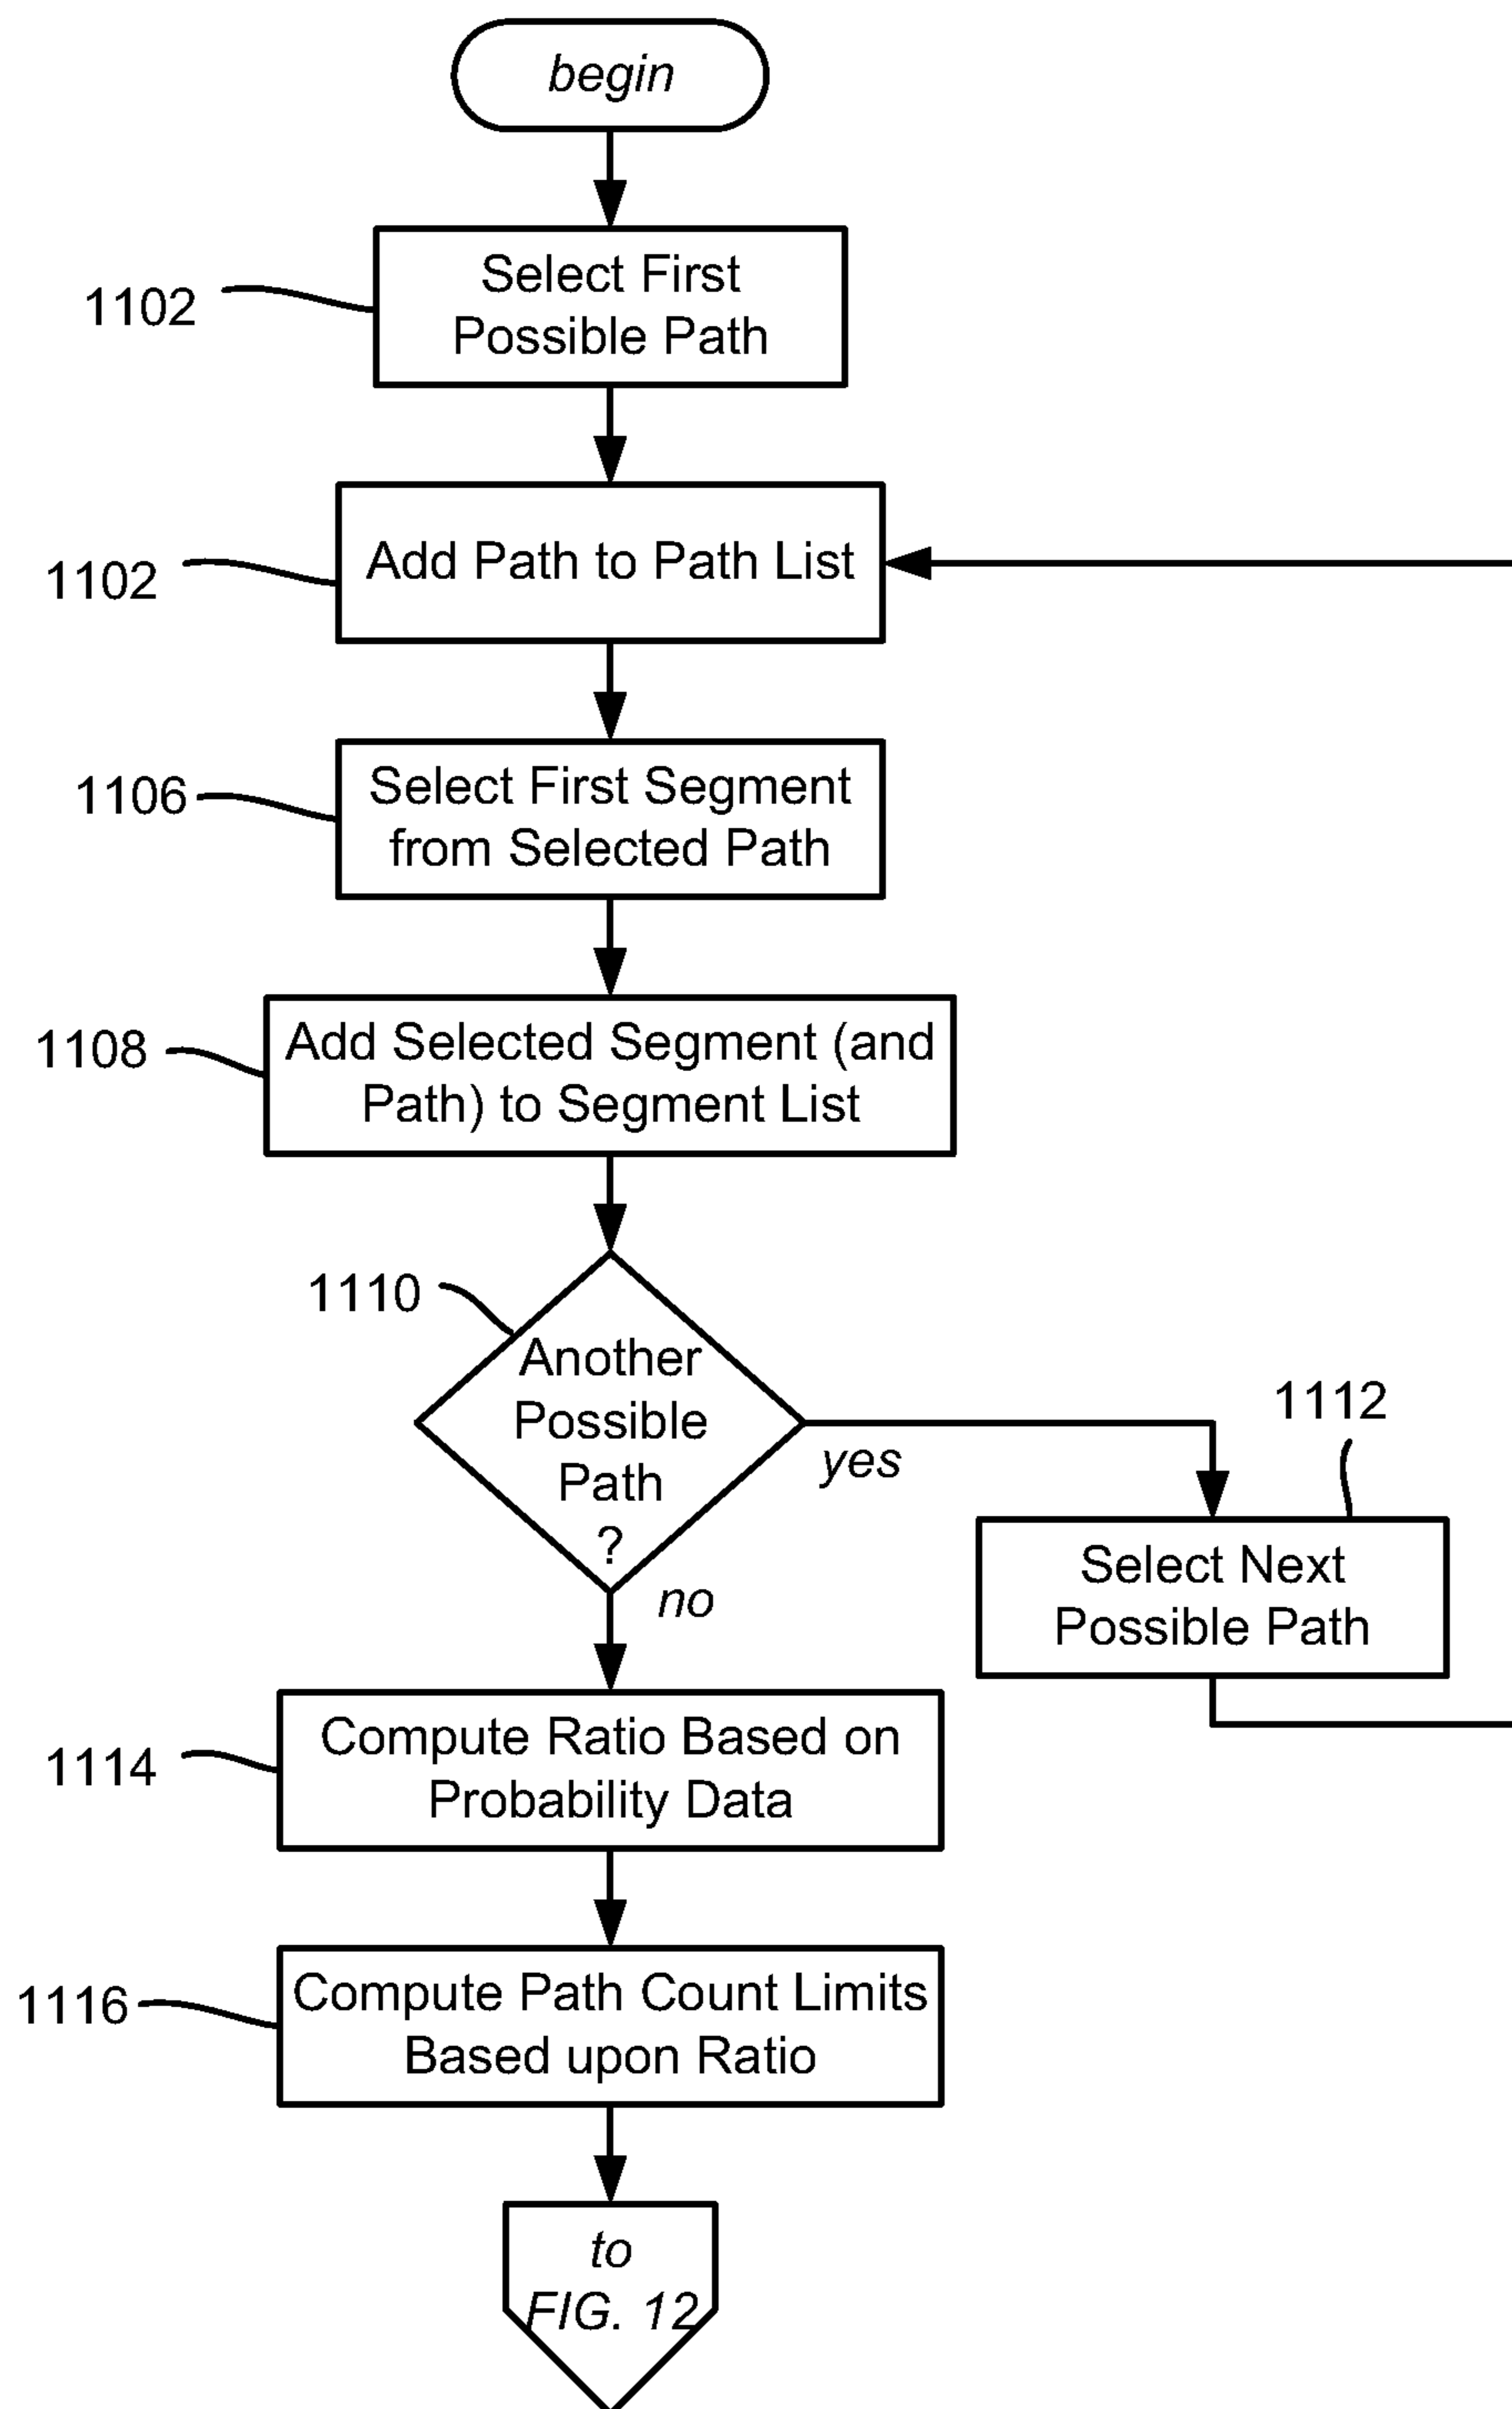 begin
1102
Select First
Possible Path
1102
Add Path to Path List
1106
Select First Segment
from Selected Path
1108
Add Selected Segment (and
Path) to Segment List
1110
Another
Possible
Path
?
yes
no
1112
Select Next
Possible Path
1114
Compute Ratio Based on
Probability Data
1116
Compute Path Count Limits
Based upon Ratio
to
FIG. 12